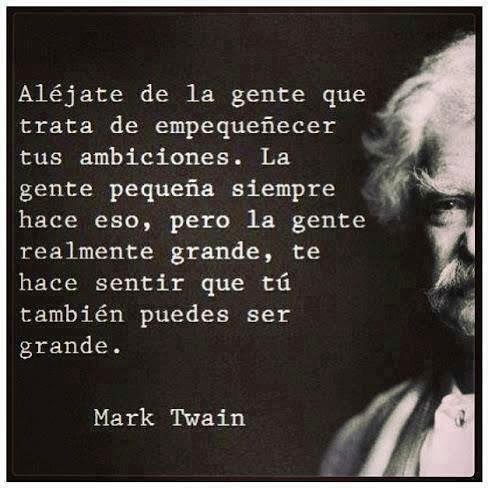 Aléjate de la gente que
trata de empequeñecer
tus ambiciones. La
gente pequeña siempre
hace eso, pero la gente
realmente grande, te
hace sentir que tú
también puedes ser
grande.
Mark Twain